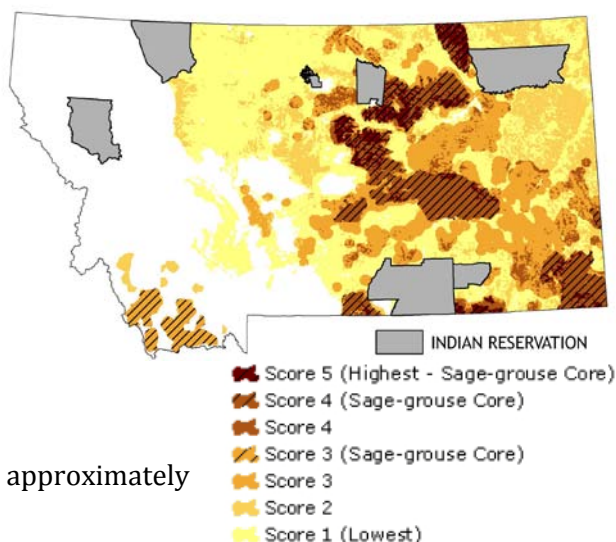 INDIAN RESERVATION
Score 5 (Highest - Sage-grouse Core)
Score 4 (Sage-grouse Core)
Score 4
Score 3 (Sage-grouse Core)
approximately
Score 3
Score 2
Score 1 (Lowest)